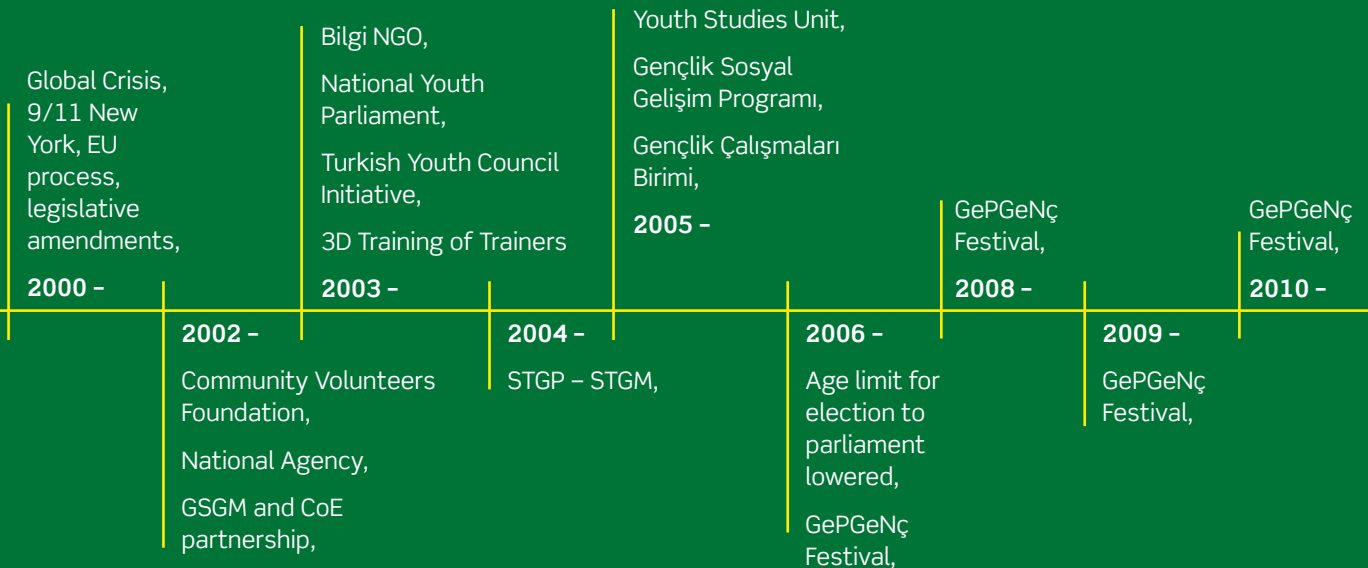 Global Crisis,
9/11 New
York, EU
process,
legislative
amendments,
2000 –
2002 –
Community Volunteers
Foundation,
National Agency,
GSGM and CoE
partnership,
Bilgi NGO,
National Youth
Parliament,
Turkish Youth Council
Initiative,
3D Training of Trainers
2003 –
2004 –
STGP – STGM,
Youth Studies Unit,
Gençlik Sosyal
Gelişim Programı,
Gençlik Çalışmaları
Birimi,
2005 –
2006 –
Age limit for
election to
parliament
lowered,
GePGeNç
Festival,
GePGeNç
Festival,
2008 –
2009 –
GePGeNç
Festival,
GePGeNç
Festival,
2010 –